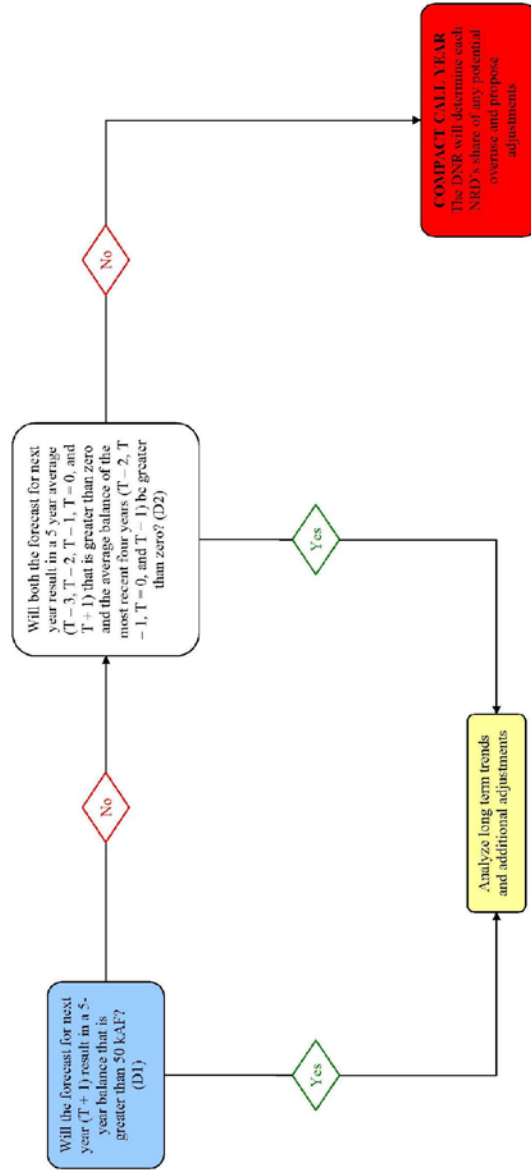 Will the forecast for next
year (T + 1) result in a 5-
year balance that is
greater than 50 kAF?
(D1)
No
Yes
Will both the forecast for next
year result in a 5 year average
(T – 3, T – 2, T – 1, T = 0, and
T + 1) that is greater than zero
and the average balance of the
most recent four years (T – 2, T
– 1, T = 0, and T – 1) be greater
than zero? (D2)
No
Yes
Analyze long term trends
and additional adjustments
COMPACT CALL YEAR
The DNR will determine each
NRD's share of any potential
overuse and propose
adjustments